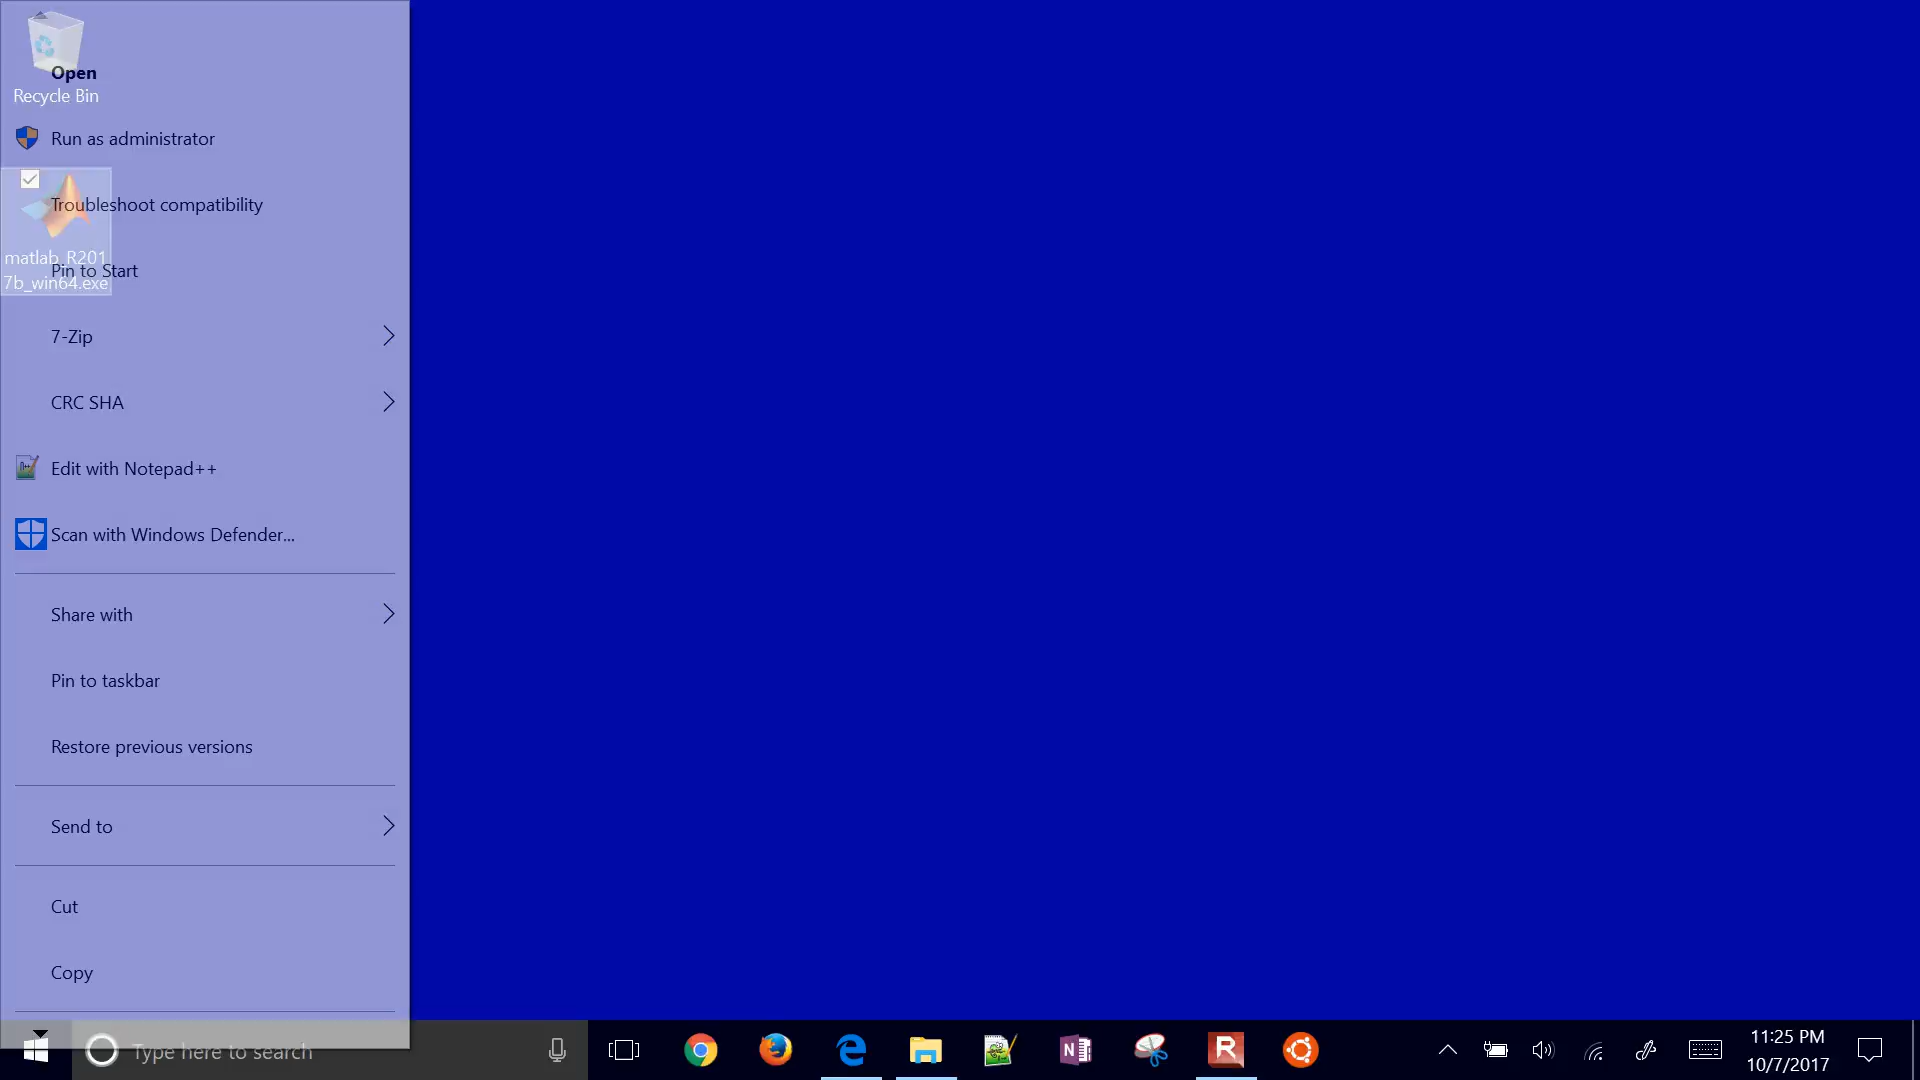 Open
Recycle Bin
Run as administrator
Troubleshoot compatibility
matlab_R201
7b_win64.exe
Pin to Start
7-Zip
CRC SHA
Edit with Notepad++
Scan with Windows Defender...
Share with
Pin to taskbar
Restore previous versions
Send to
Cut
Copy
Type here to search
N
R
11:25 PM
10/7/2017